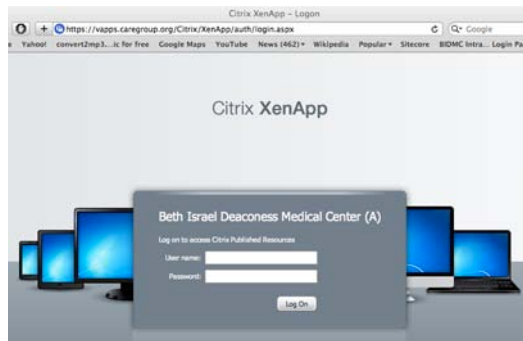 Citrix XenApp – Logon
https://vapps.caregroup.org/Citrix/XenApp/auth/login.aspx Google
Yahoo! convert2mp3....ic for free Google Maps YouTube News (462) Wikipedia Popular Sitecore BIDMC Intra... Login Pa
Citrix XenApp
Beth Israel Deaconess Medical Center (A)
Log on to access Citrix Published Resources
User name:
Password:
Log On